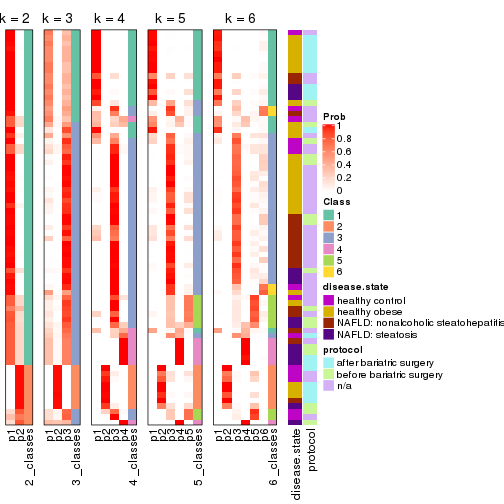 k = 2 k = 3 k = 4 k = 5 k = 6
Prob
1
0.8
0.6
0.4
0.2
0
Class
1
2
3
4
5
6
disease.state
healthy control
healthy obese
NAFLD: nonalcoholic steatohepatitis
NAFLD: steatosis
protocol
after bariatric surgery
before bariatric surgery
n/a
p1 p2 2_classes p1 p2 p3 3_classes p1 p2 p3 p4 4_classes p1 p2 p3 p4 p5 5_classes p1 p2 p3 p4 p5 p6 6_classes disease.state protocol